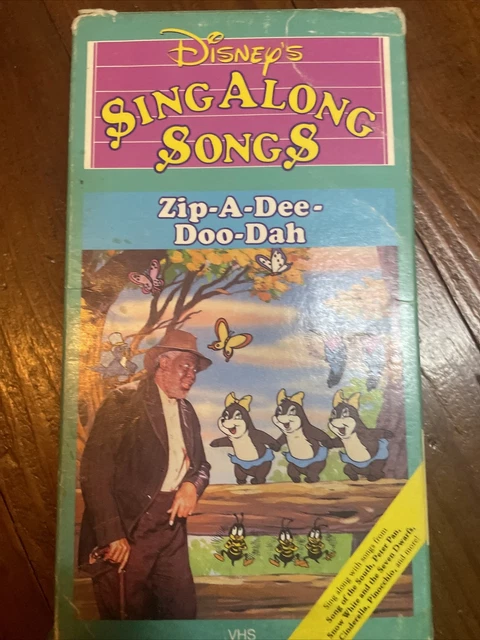 Disney's
Sing Along
Songs
Zip-A-Dee-
Doo-Dah
Sing along with songs from
Song of the South, Peter Pan,
Snow White and the Seven Dwarfs,
Cinderella, Pinocchio, and more!
VHS